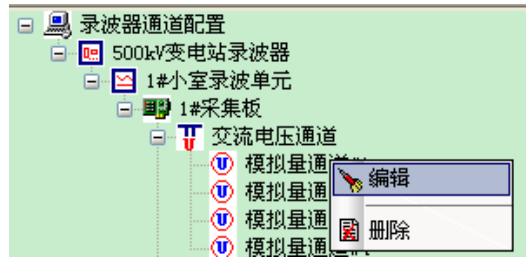 录波器通道配置
500kV变电站录波器
1#小室录波单元
1#采集板
交流电压通道
模拟量通道
模拟量通
模拟量通
模拟量通道
编辑
删除